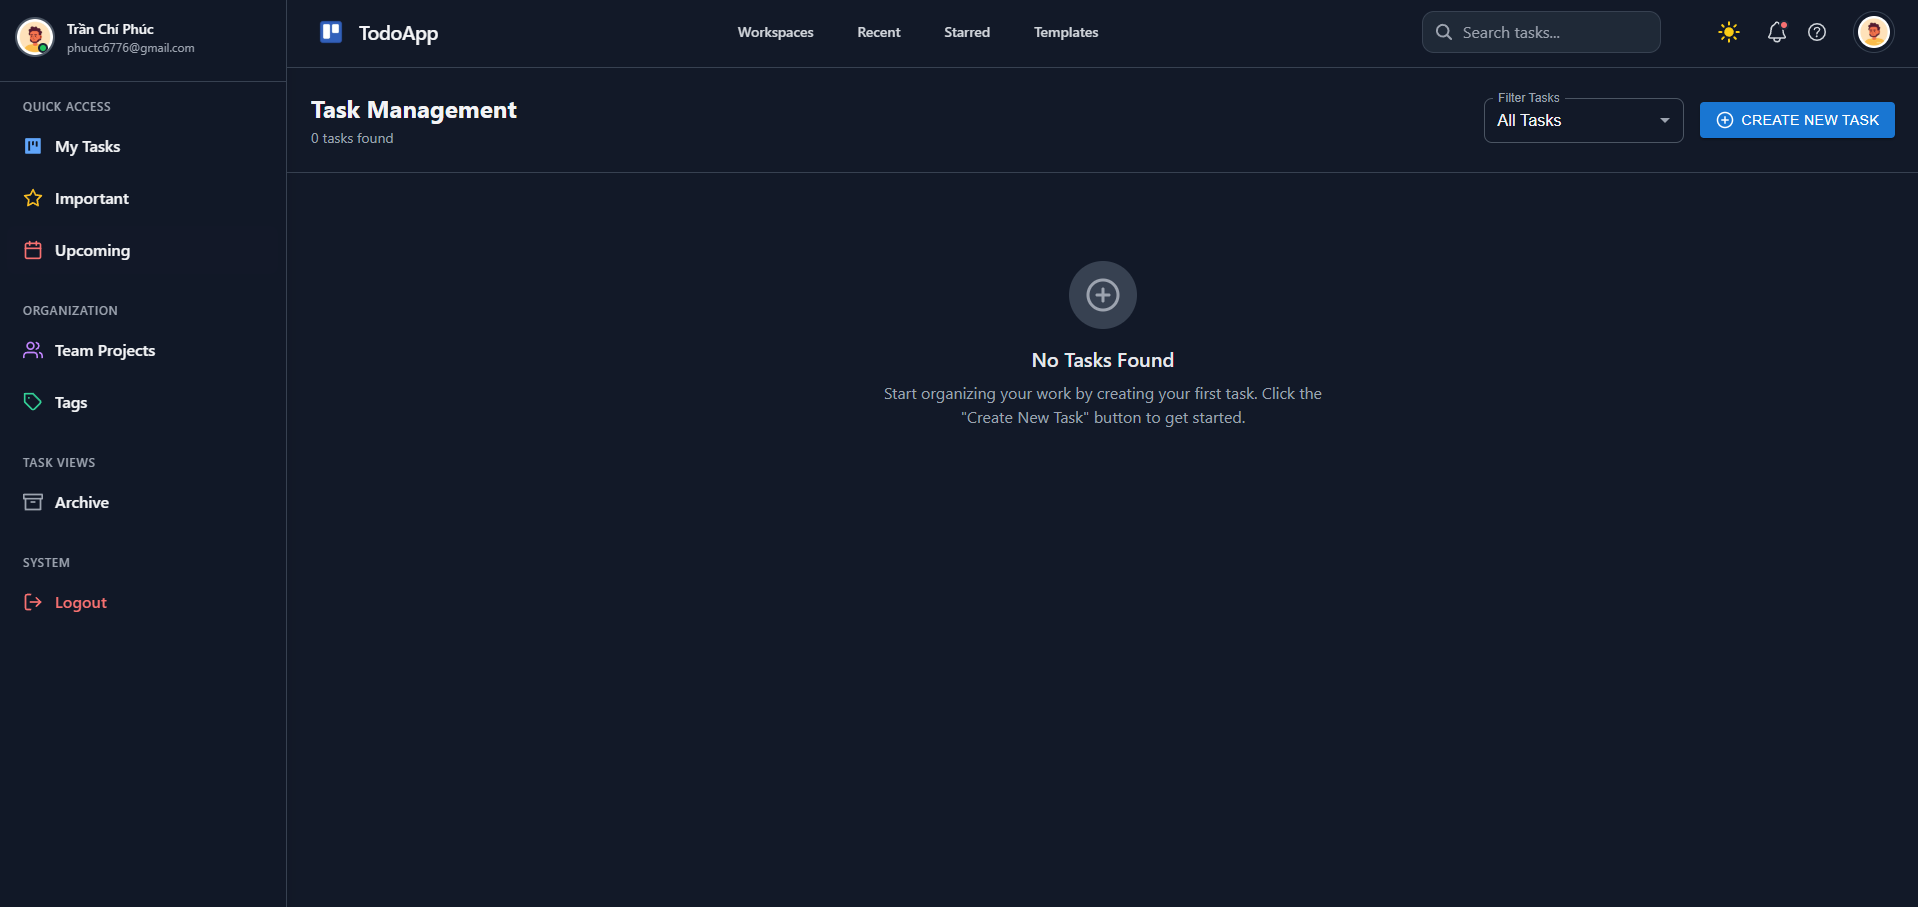 Trần Chí Phúc
phuctc6776@gmail.com
QUICK ACCESS
My Tasks
Important
Upcoming
ORGANIZATION
Team Projects
Tags
TASK VIEWS
Archive
SYSTEM
Logout
TodoApp
Workspaces
Recent
Starred
Templates
Search tasks...
Task Management
0 tasks found
Filter Tasks
All Tasks
CREATE NEW TASK
No Tasks Found
Start organizing your work by creating your first task. Click the
"Create New Task" button to get started.